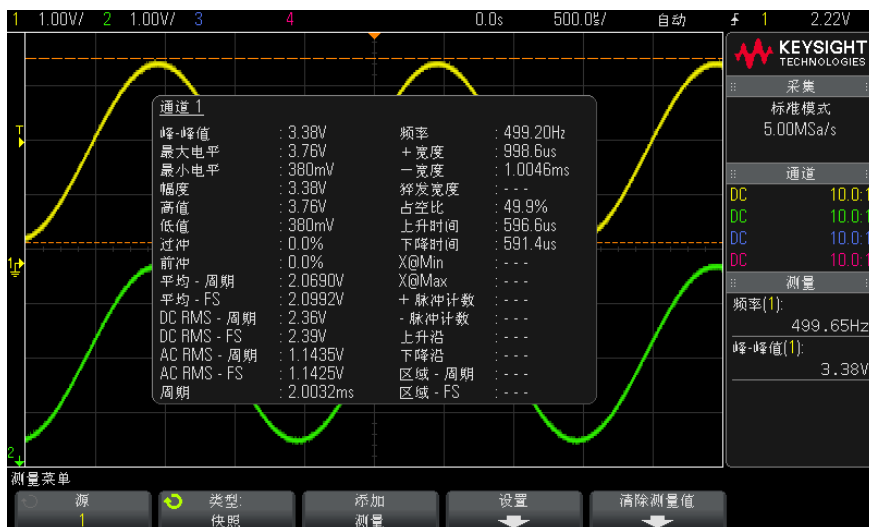 1 1.00V/ 2 1.00V/ 3 4 0.0s 500.0§/ 自动 1 2.22V
KEYSIGHT
TECHNOLOGIES
采集
标准模式
5.00MSa/s
通道
DC 10.0:1
DC 10.0:1
DC 10.0:1
DC 10.0:1
测量
频率(1):
499.65Hz
峰-峰值(1):
3.38V
T
1
2
通道 1
峰-峰值 : 3.38V 频率 : 499.20Hz
最大电平 : 3.76V +宽度 : 998.6us
最小电平 : 380mV -宽度 : 1.0046ms
幅度 : 3.38V 猝发宽度 : - - -
高值 : 3.76V 占空比 : 49.9%
低值 : 380mV 上升时间 : 596.6us
过冲 : 0.0% 下降时间 : 591.4us
前冲 : 0.0% X@Min : - - -
平均 - 周期 : 2.0690V X@Max : - - -
平均 - FS : 2.0992V + 脉冲计数 : - - -
DC RMS - 周期 : 2.36V - 脉冲计数 : - - -
DC RMS - FS : 2.39V 上升沿 : - - -
AC RMS - 周期 : 1.1435V 下降沿 : - - -
AC RMS - FS : 1.1425V 区域 - 周期 : - - -
周期 : 2.0032ms 区域 - FS : - - -
测量菜单
源 类型: 添加 设置 清除测量值
1 快照 测量